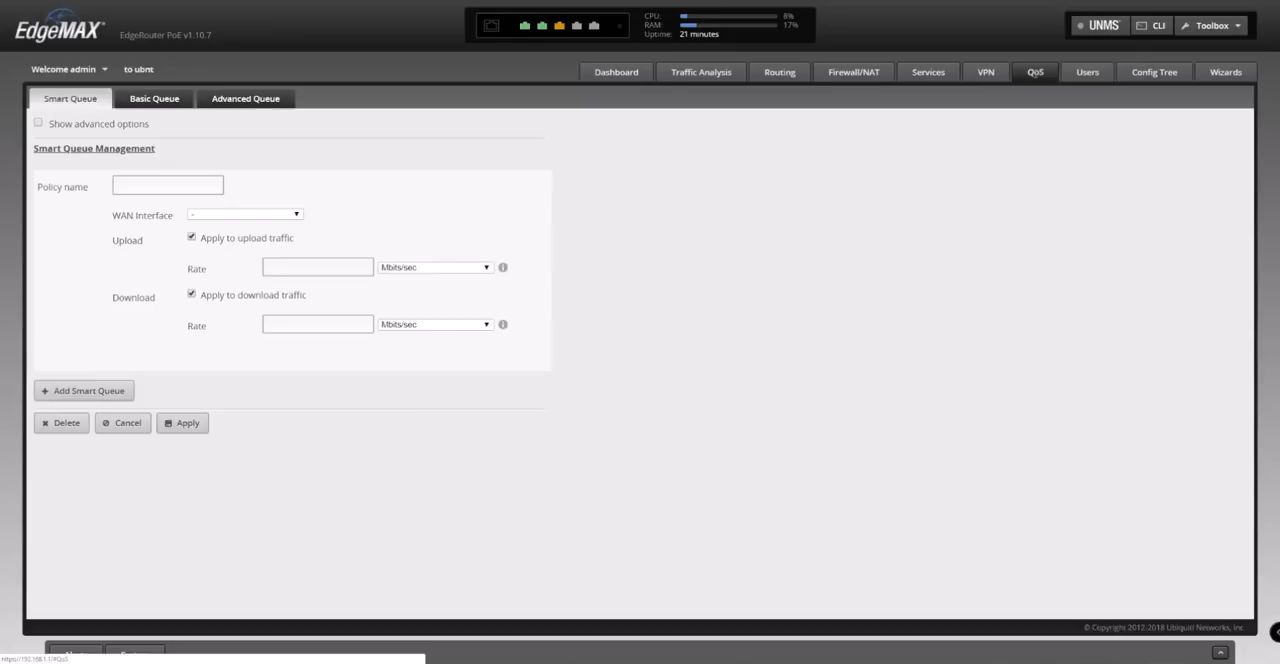 EdgeMAX
EdgeRouter PoE v1.10.7
CPU: 8%
RAM: 17%
Uptime: 21 minutes
UNMS
CLI
Toolbox
Welcome admin
to ubnt
Dashboard
Traffic Analysis
Routing
Firewall/NAT
Services
VPN
QoS
Users
Config Tree
Wizards
Smart Queue
Basic Queue
Advanced Queue
Show advanced options
Smart Queue Management
Policy name
WAN Interface
-
Upload
Apply to upload traffic
Rate
Mbits/sec
Download
Apply to download traffic
Rate
Mbits/sec
+ Add Smart Queue
Delete
Cancel
Apply
© Copyright 2012-2018 Ubiquiti Networks, Inc.
https://192.168.1.1/#QoS